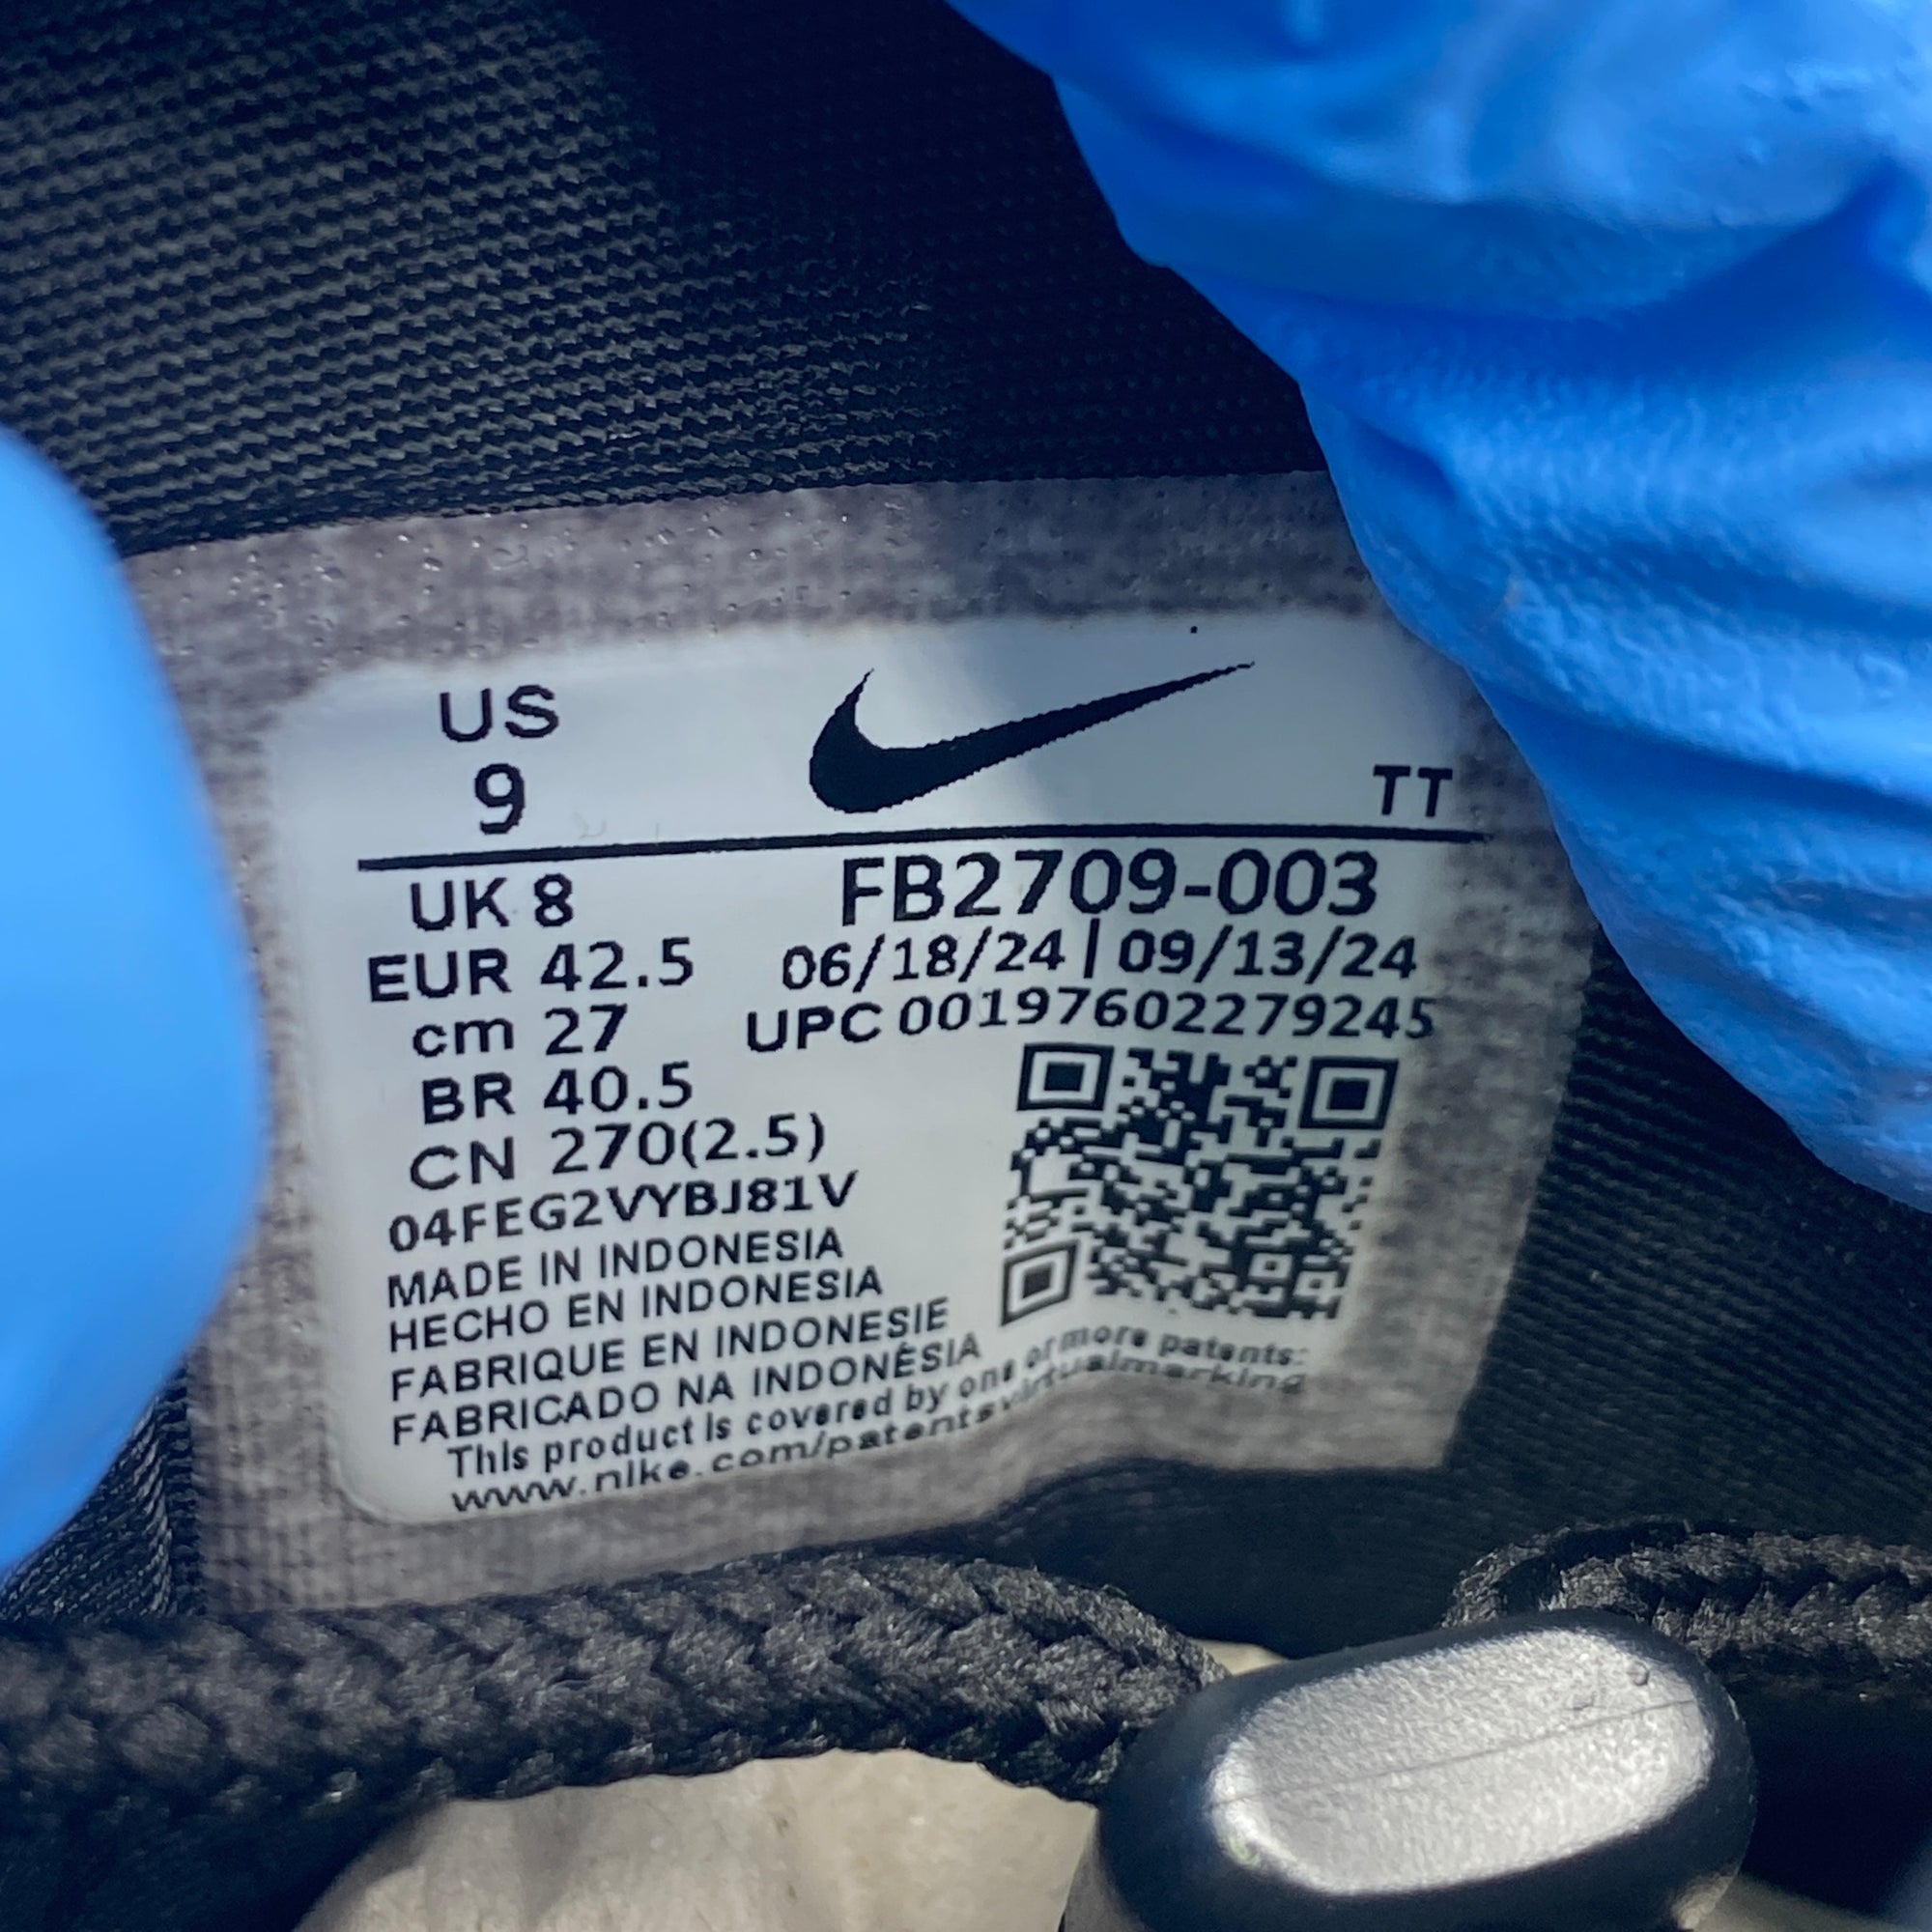 US
9
TT
UK 8
FB2709-003
EUR 42.5
06/18/24 | 09/13/24
cm 27
UPC 00197602279245
BR 40.5
CN 270(2.5)
04FEG2VYBJ81V
MADE IN INDONESIA
HECHO EN INDONESIA
FABRIQUE EN INDONESIE
FABRICADO NA INDONÉSIA
This product is covered by one or more patents:
www.nike.com/patentsvirtualmarking